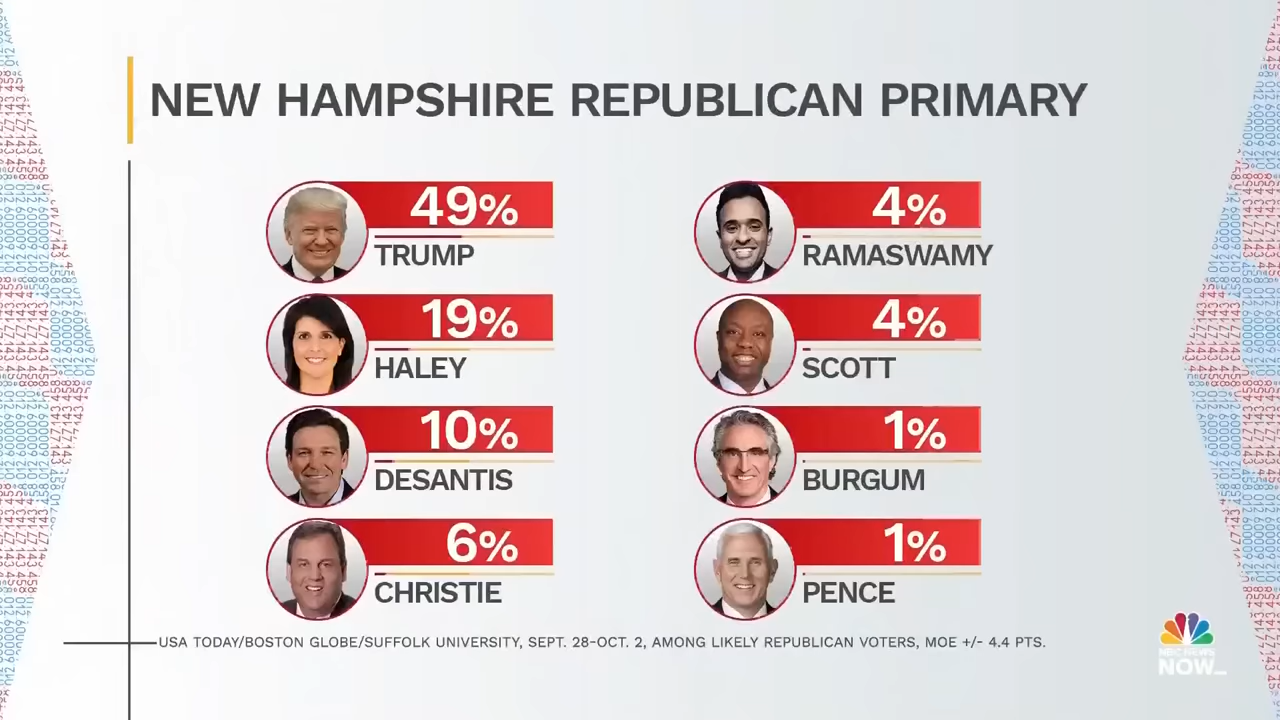 NEW HAMPSHIRE REPUBLICAN PRIMARY
49%
TRUMP
19%
HALEY
10%
DESANTIS
6%
CHRISTIE
4%
RAMASWAMY
4%
SCOTT
1%
BURGUM
1%
PENCE
USA TODAY/BOSTON GLOBE/SUFFOLK UNIVERSITY, SEPT. 28-OCT. 2, AMONG LIKELY REPUBLICAN VOTERS, MOE +/- 4.4 PTS.
NBC NEWS
NOW